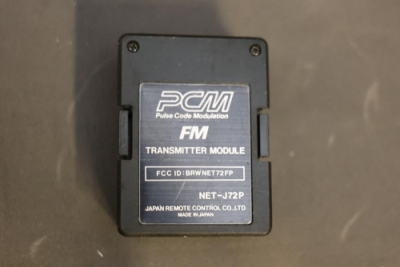 PCM
Pulse Code Modulation
FM
TRANSMITTER MODULE
FCC ID:BRWNET72FP
NET-J72P
JAPAN REMOTE CONTROL CO.,LTD
MADE IN JAPAN